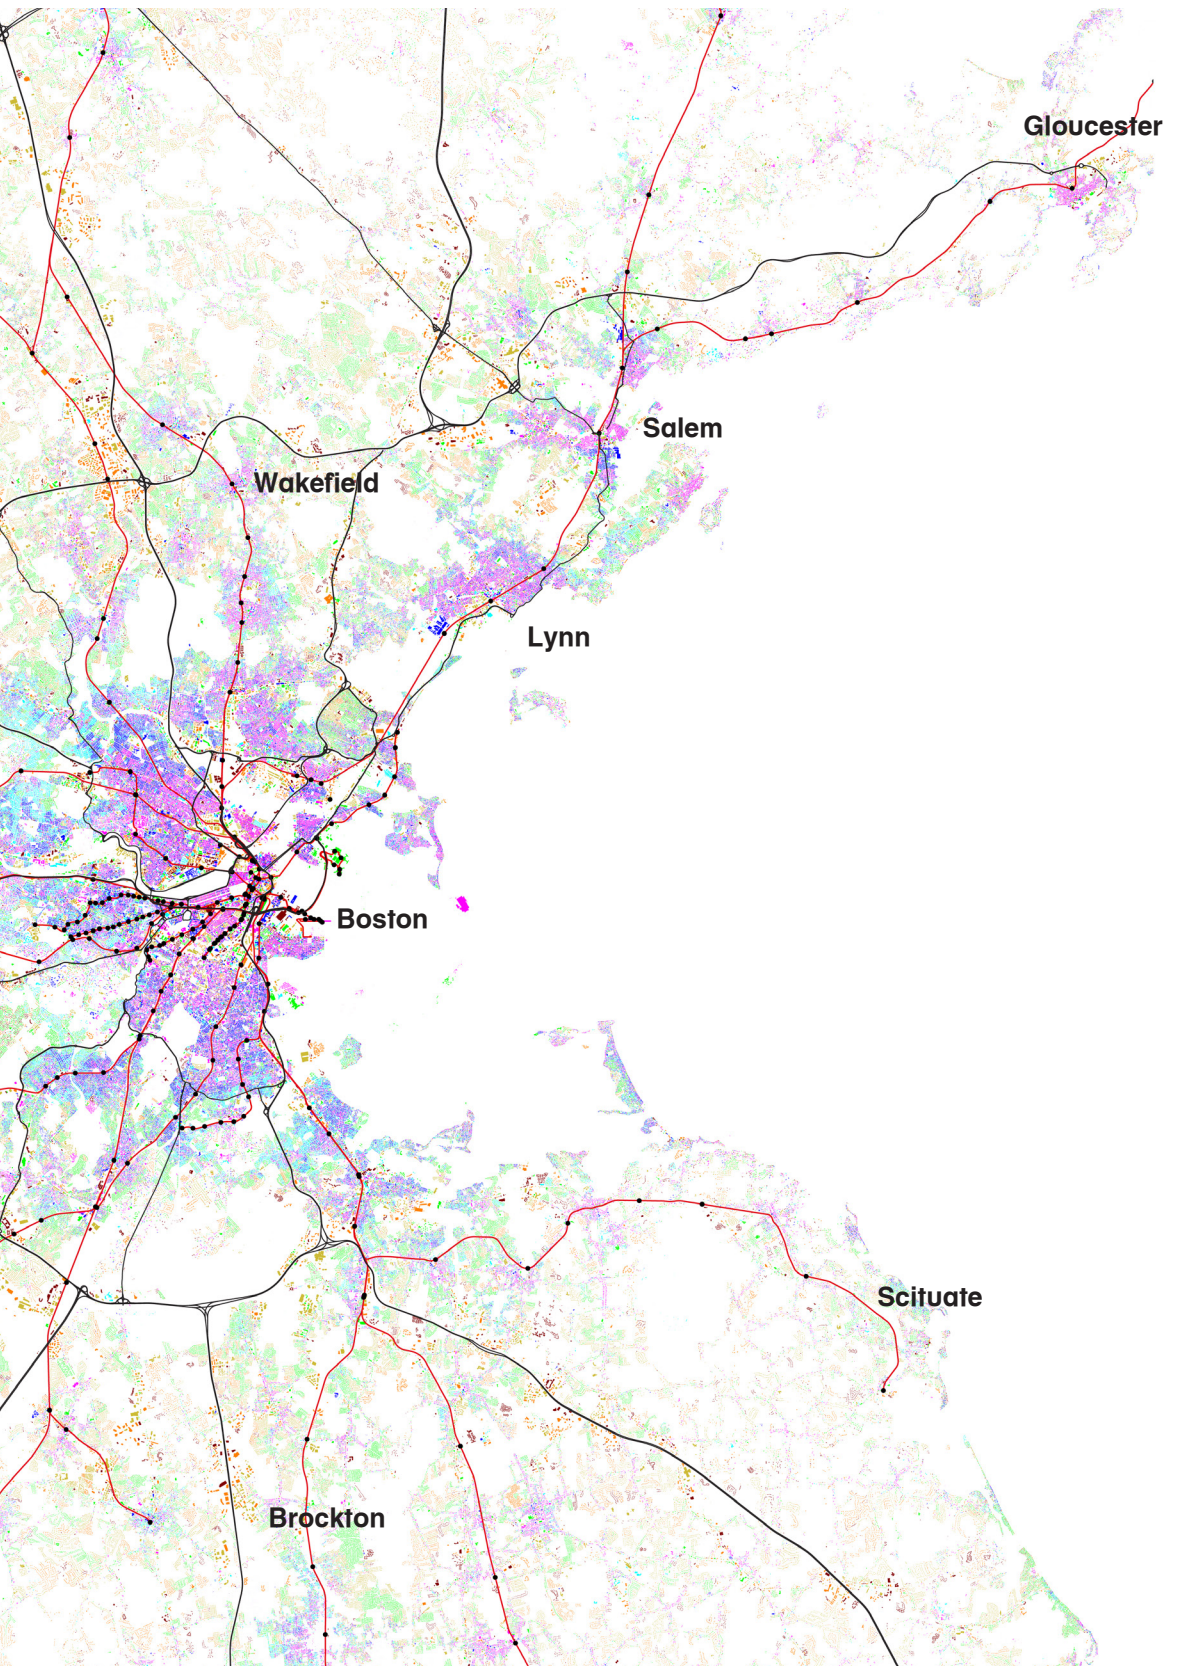 Gloucester
Salem
Wakefield
Lynn
Boston
Scituate
Brockton